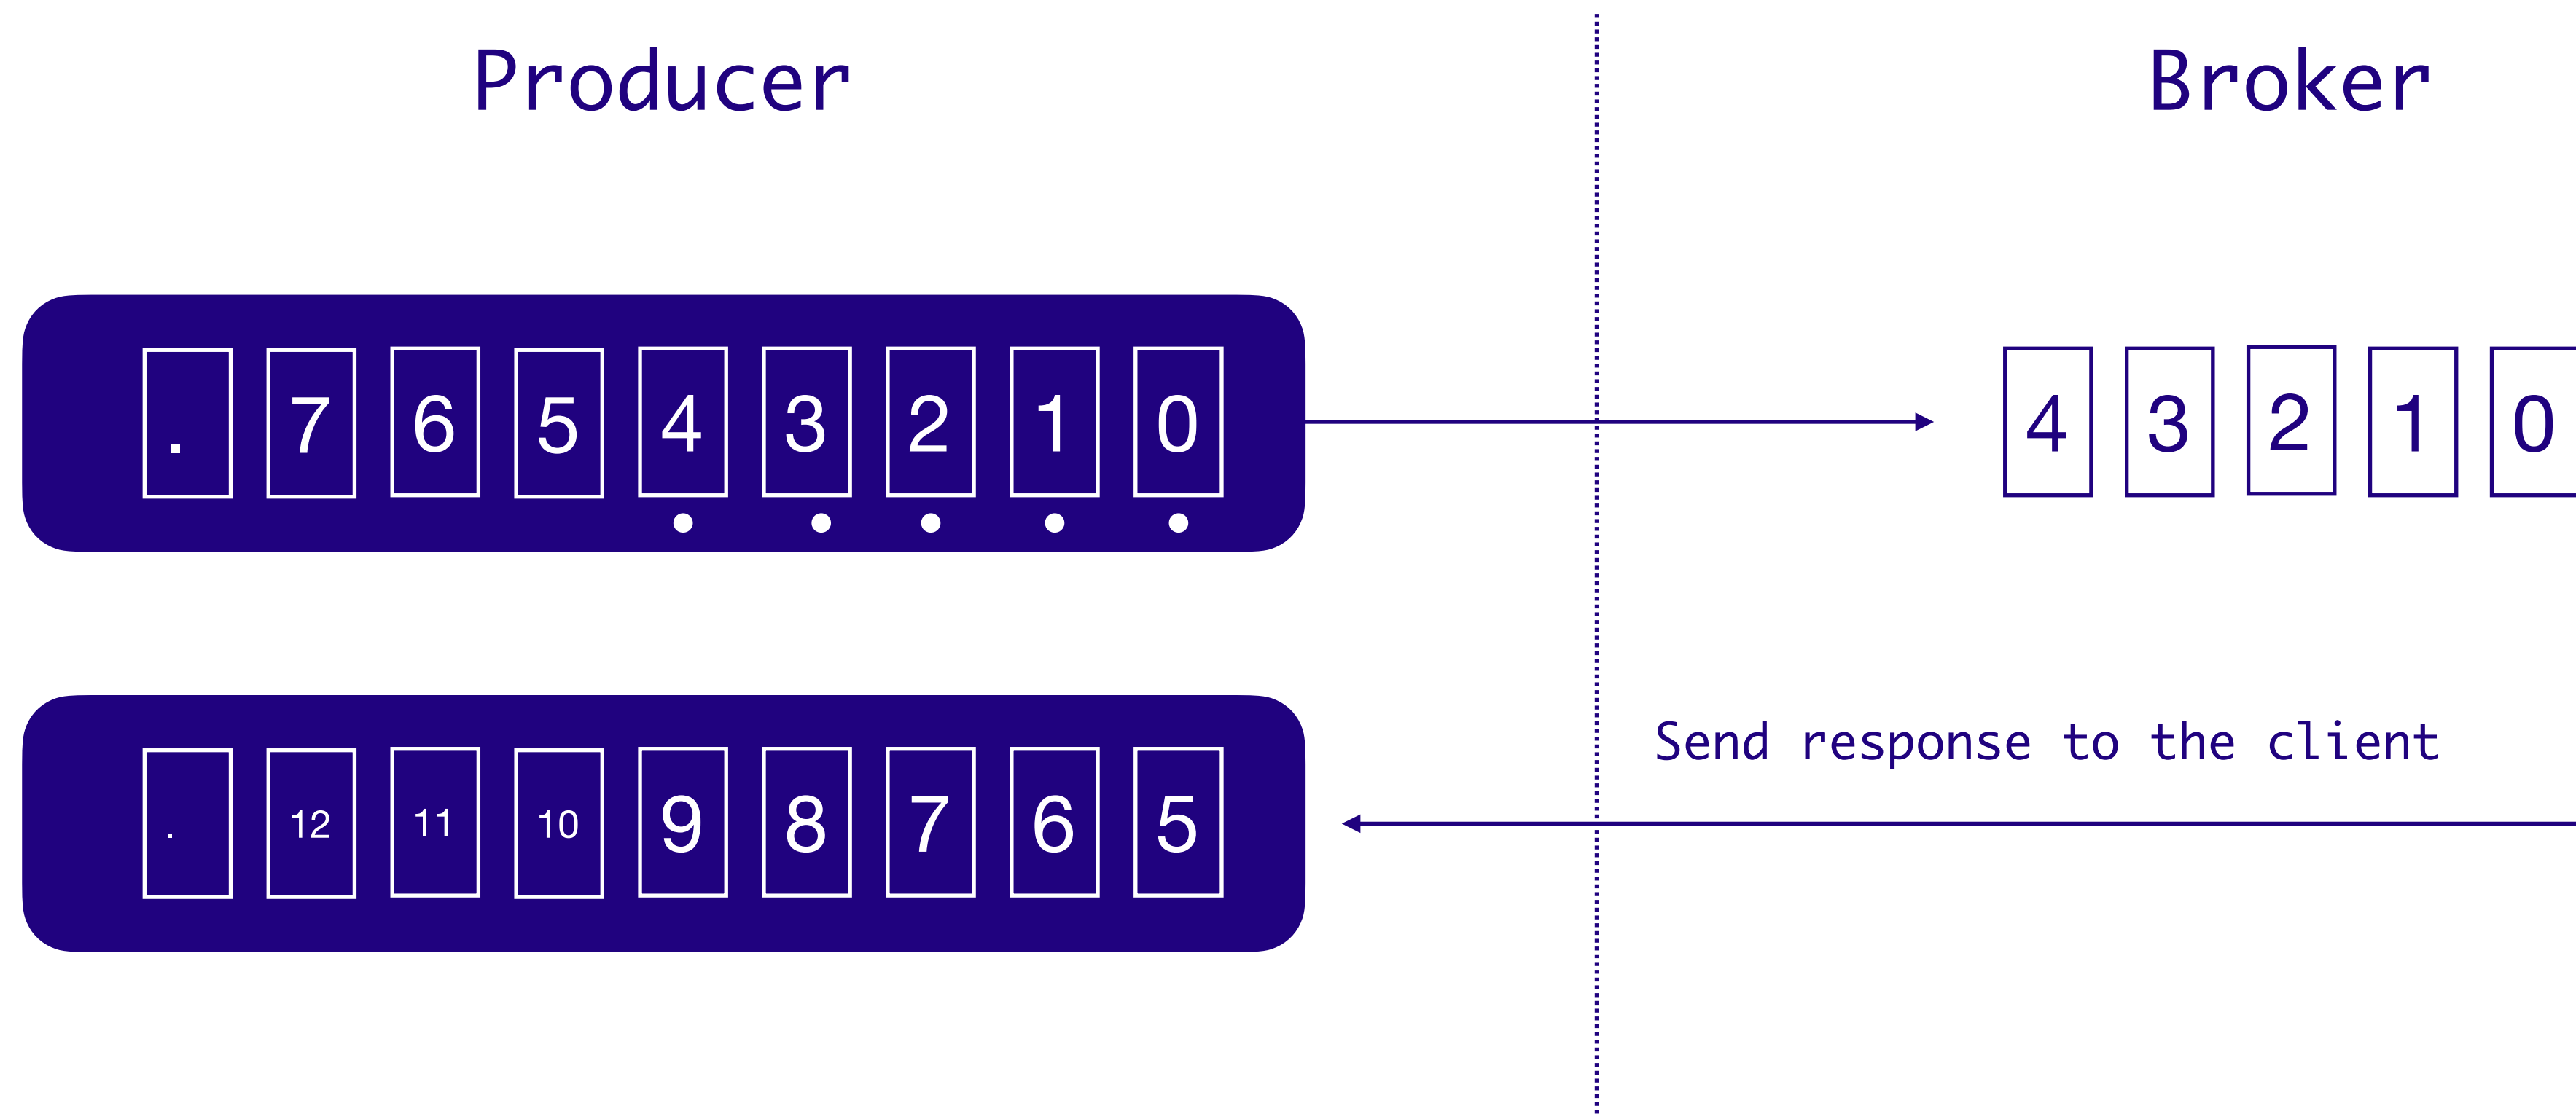 Producer
Broker
. 7 6 5 4 3 2 1 0
4 3 2 1 0
Send response to the client
. 12 11 10 9 8 7 6 5